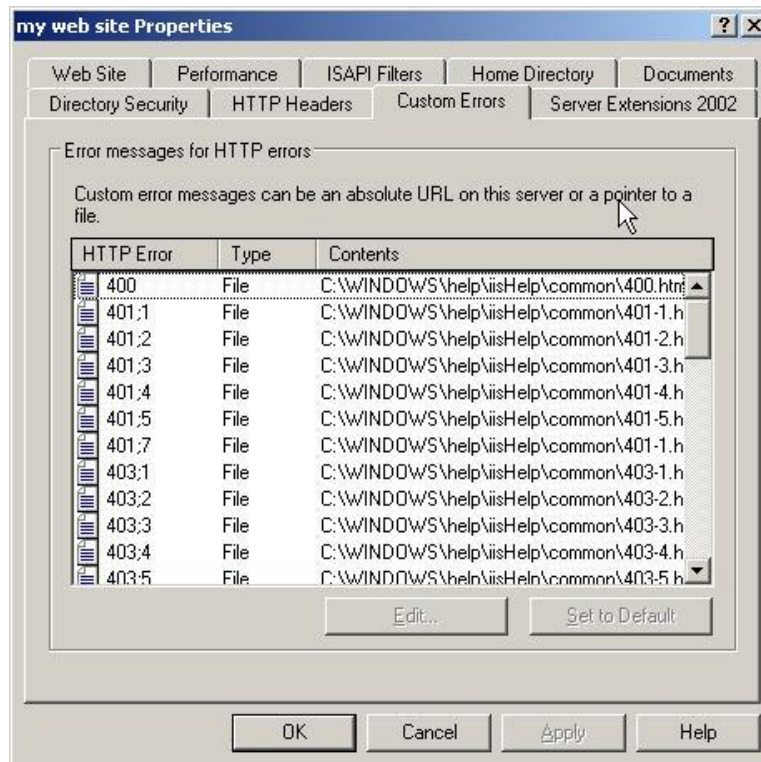 my web site Properties
Web Site Performance ISAPI Filters Home Directory Documents
Directory Security HTTP Headers Custom Errors Server Extensions 2002
Error messages for HTTP errors
Custom error messages can be an absolute URL on this server or a pointer to a
file.
HTTP Error Type Contents
400 File C:\WINDOWS\help\iisHelp\common\400.htm
401;1 File C:\WINDOWS\help\iisHelp\common\401-1.h
401;2 File C:\WINDOWS\help\iisHelp\common\401-2.h
401;3 File C:\WINDOWS\help\iisHelp\common\401-3.h
401;4 File C:\WINDOWS\help\iisHelp\common\401-4.h
401;5 File C:\WINDOWS\help\iisHelp\common\401-5.h
401;7 File C:\WINDOWS\help\iisHelp\common\401-1.h
403;1 File C:\WINDOWS\help\iisHelp\common\403-1.h
403;2 File C:\WINDOWS\help\iisHelp\common\403-2.h
403;3 File C:\WINDOWS\help\iisHelp\common\403-3.h
403;4 File C:\WINDOWS\help\iisHelp\common\403-4.h
403;5 File C:\WINDOWS\help\iisHelp\common\403-5.h
Edit... Set to Default
OK Cancel Apply Help